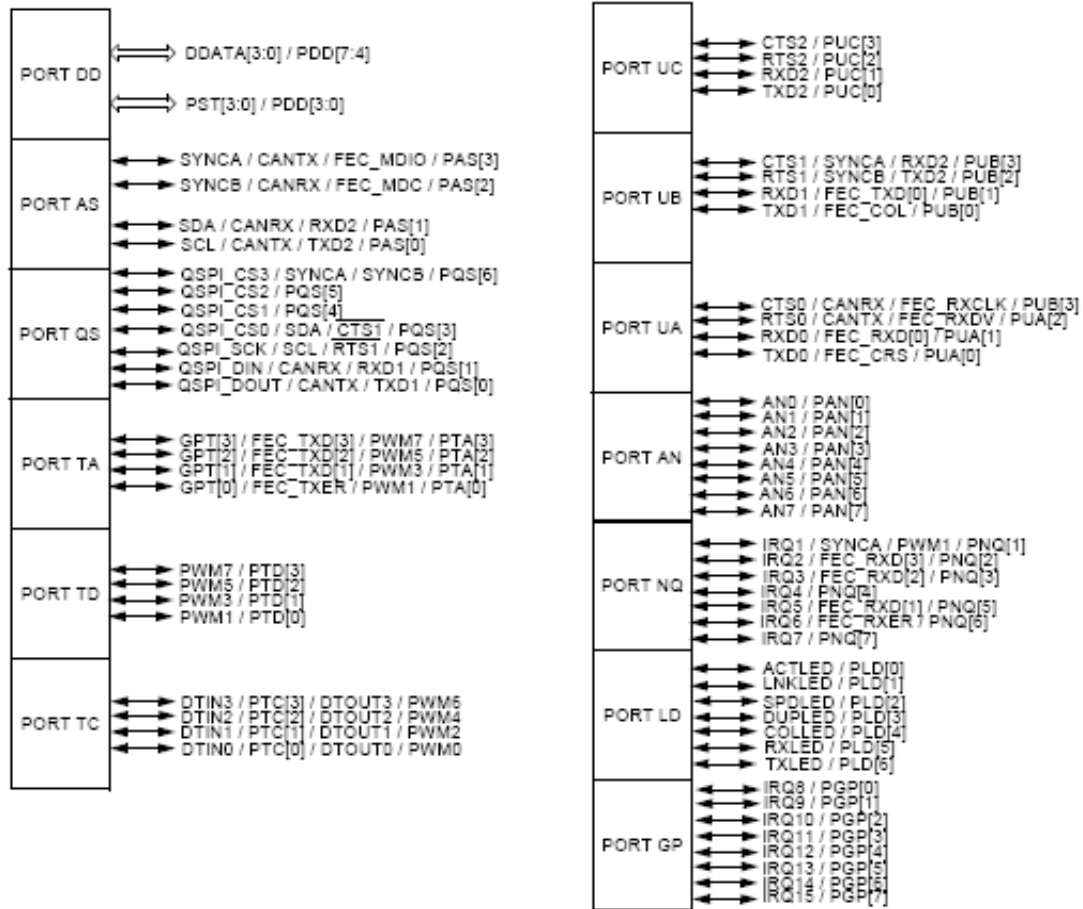 PORT DD
DDATA[3:0] / PDD[7:4]
PST[3:0] / PDD[3:0]
PORT AS
SYNCA / CANTX / FEC_MDIO / PAS[3]
SYNCB / CANRX / FEC_MDC / PAS[2]
SDA / CANRX / RXD2 / PAS[1]
SCL / CANTX / TXD2 / PAS[0]
PORT QS
QSPI_CS3 / SYNCA / SYNCB / PQS[6]
QSPI_CS2 / PQS[5]
QSPI_CS1 / PQS[4]
QSPI_CS0 / SDA / CTS1 / PQS[3]
QSPI_SCK / SCL / RTS1 / PQS[2]
QSPI_DIN / CANRX / RXD1 / PQS[1]
QSPI_DOUT / CANTX / TXD1 / PQS[0]
PORT TA
GPT[3] / FEC_TXD[3] / PWM7 / PTA[3]
GPT[2] / FEC_TXD[2] / PWM5 / PTA[2]
GPT[1] / FEC_TXD[1] / PWM3 / PTA[1]
GPT[0] / FEC_TXER / PWM1 / PTA[0]
PORT TD
PWM7 / PTD[3]
PWM5 / PTD[2]
PWM3 / PTD[1]
PWM1 / PTD[0]
PORT TC
DTIN3 / PTC[3] / DTOUT3 / PWM6
DTIN2 / PTC[2] / DTOUT2 / PWM4
DTIN1 / PTC[1] / DTOUT1 / PWM2
DTIN0 / PTC[0] / DTOUT0 / PWM0
PORT UC
CTS2 / PUC[3]
RTS2 / PUC[2]
RXD2 / PUC[1]
TXD2 / PUC[0]
PORT UB
CTS1 / SYNCA / RXD2 / PUB[3]
RTS1 / SYNCB / TXD2 / PUB[2]
RXD1 / FEC_TXD[0] / PUB[1]
TXD1 / FEC_COL / PUB[0]
PORT UA
CTS0 / CANRX / FEC_RXCLK / PUB[3]
RTS0 / CANTX / FEC_RXDV / PUA[2]
RXD0 / FEC_RXD[0] / PUA[1]
TXD0 / FEC_CRS / PUA[0]
PORT AN
AN0 / PAN[0]
AN1 / PAN[1]
AN2 / PAN[2]
AN3 / PAN[3]
AN4 / PAN[4]
AN5 / PAN[5]
AN6 / PAN[6]
AN7 / PAN[7]
PORT NQ
IRQ1 / SYNCA / PWM1 / PNQ[1]
IRQ2 / FEC_RXD[3] / PNQ[2]
IRQ3 / FEC_RXD[2] / PNQ[3]
IRQ4 / PNQ[4]
IRQ5 / FEC_RXD[1] / PNQ[5]
IRQ6 / FEC_RXER / PNQ[6]
IRQ7 / PNQ[7]
PORT LD
ACTLED / PLD[0]
LNKLED / PLD[1]
SPDLED / PLD[2]
DUPLED / PLD[3]
COLLED / PLD[4]
RXLED / PLD[5]
TXLED / PLD[6]
PORT GP
IRQ8 / PGP[0]
IRQ9 / PGP[1]
IRQ10 / PGP[2]
IRQ11 / PGP[3]
IRQ12 / PGP[4]
IRQ13 / PGP[5]
IRQ14 / PGP[6]
IRQ15 / PGP[7]